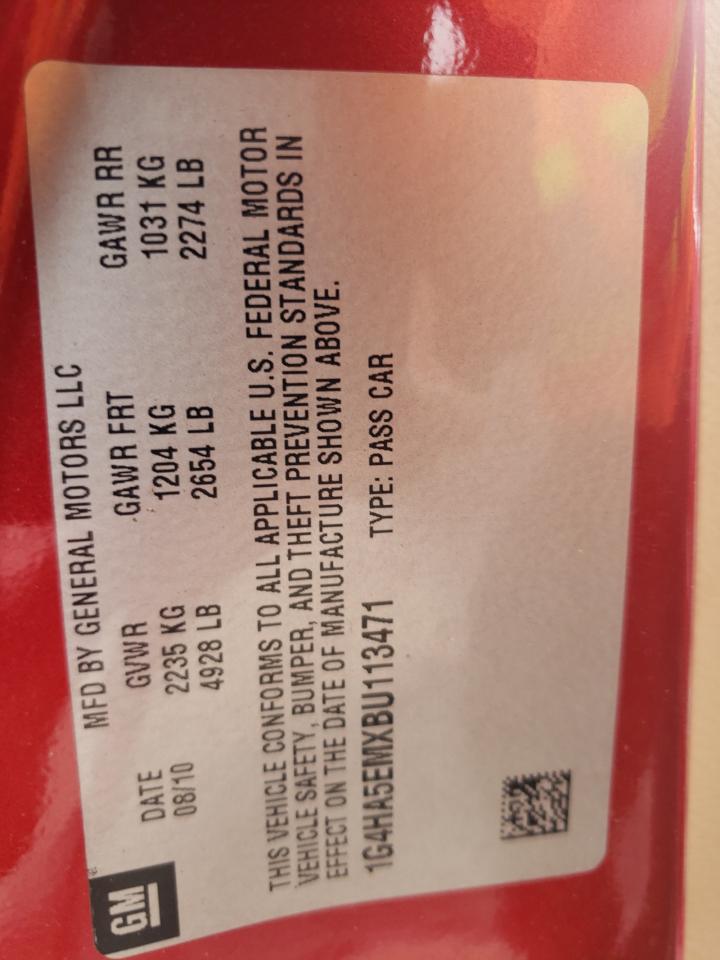 GM
MFD BY GENERAL MOTORS LLC
DATE GVWR GAWR FRT GAWR RR
08/10 2235 KG 1204 KG 1031 KG
4928 LB 2654 LB 2274 LB
THIS VEHICLE CONFORMS TO ALL APPLICABLE U.S. FEDERAL MOTOR
VEHICLE SAFETY, BUMPER, AND THEFT PREVENTION STANDARDS IN
EFFECT ON THE DATE OF MANUFACTURE SHOWN ABOVE.
1G4HA5EMXBU113471 TYPE: PASS CAR